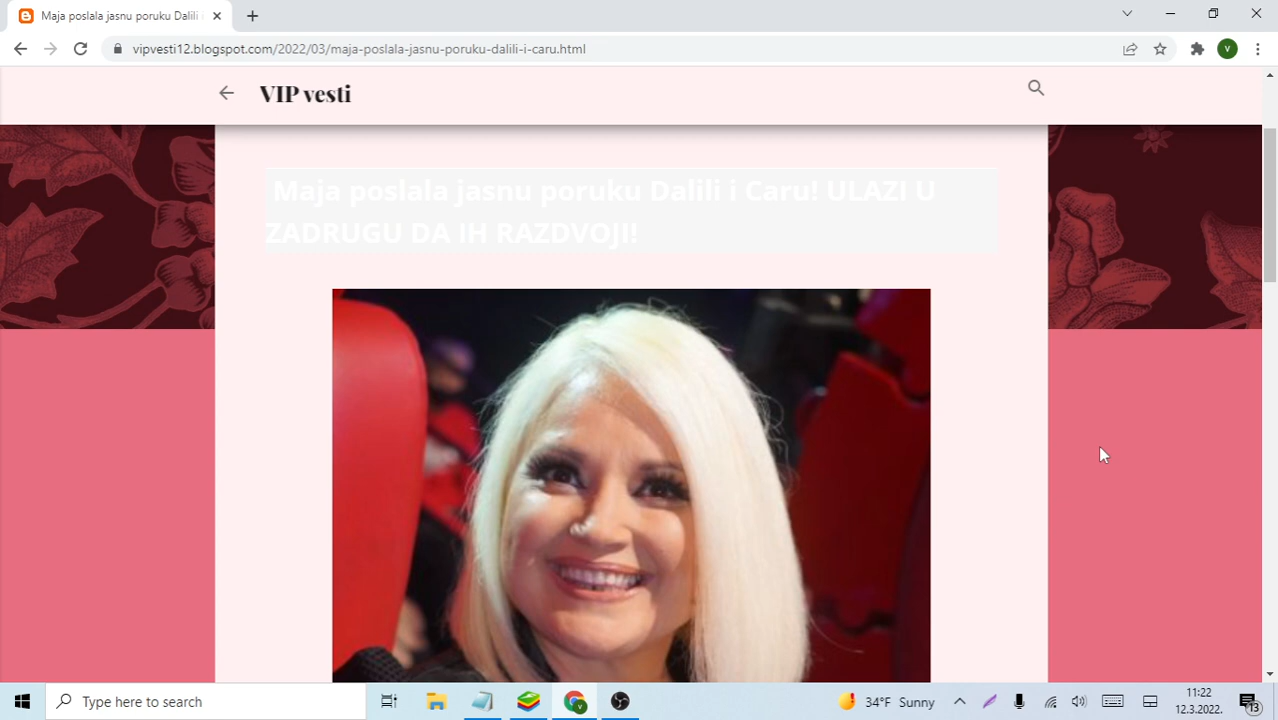 Maja poslala jasnu poruku Dalili i
vipvesti12.blogspot.com/2022/03/maja-poslala-jasnu-poruku-dalili-i-caru.html
V
VIP vesti
Maja poslala jasnu poruku Dalili i Caru! ULAZI U
ZADRUGU DA IH RAZDVOJI!
Type here to search
34°F Sunny
11:22
12.3.2022.
13